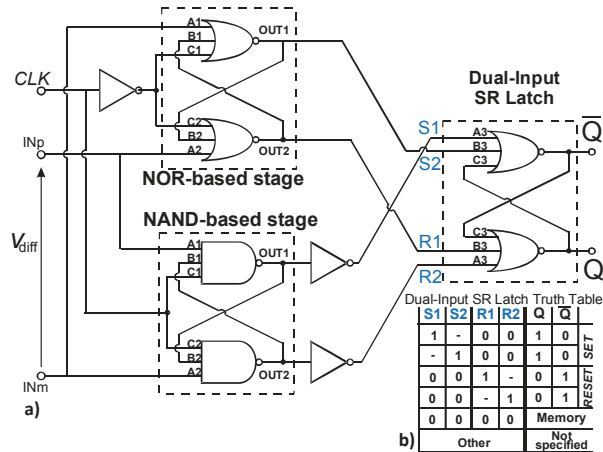 CLK
INp
Vdiff
INm
a)
A1
B1
C1
OUT1
C2
B2
A2
OUT2
NOR-based stage
NAND-based stage
A1
B1
C1
OUT1
C2
B2
A2
OUT2
Dual-Input
SR Latch
S1
S2
R1
R2
A3
B3
C3
C3
B3
A3
Q
Q
Dual-Input SR Latch Truth Table
S1 S2 R1 R2 Q Q
1 - 0 0 1 0
- 1 0 0 1 0
SET
0 0 1 - 0 1
0 0 - 1 0 1
RESET
0 0 0 0 Memory
Other Not specified
b)